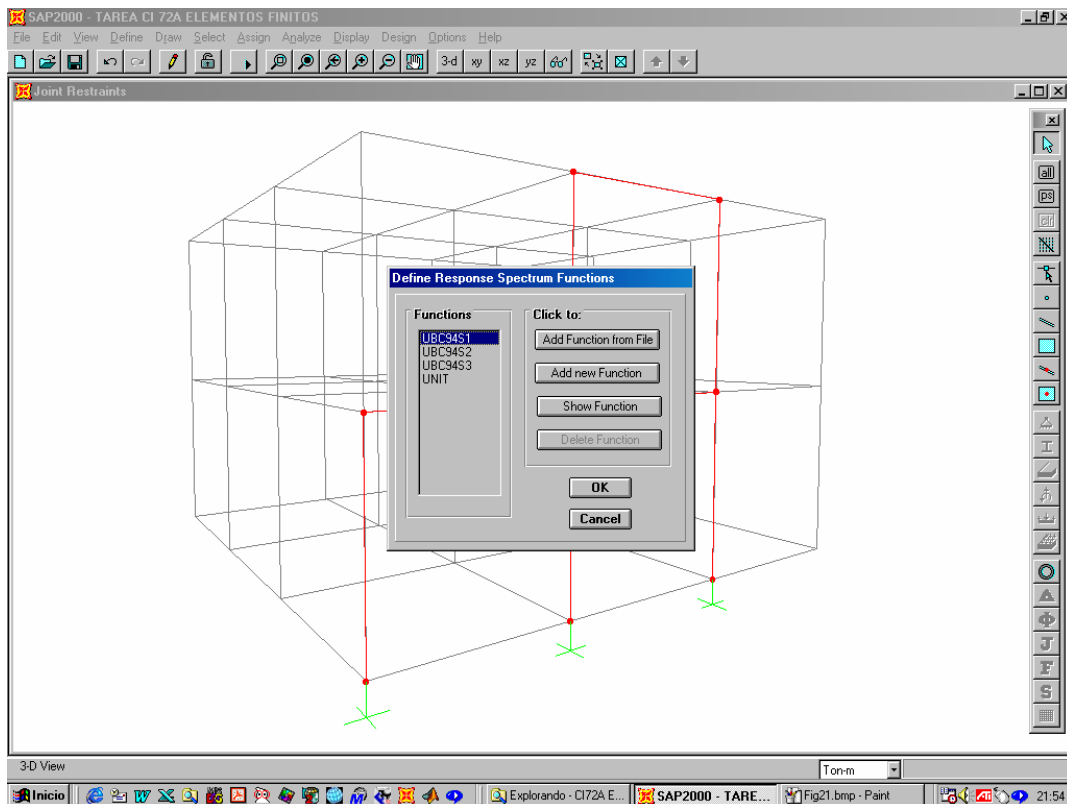 SAP2000 - TAREA CI 72A ELEMENTOS FINITOS
File Edit View Define Draw Select Assign Analyze Display Design Options Help
3-d xy xz yz
Joint Restraints
all
ps
clr
Define Response Spectrum Functions
Functions
UBC94S1
UBC94S2
UBC94S3
UNIT
Click to:
Add Function from File
Add new Function
Show Function
Delete Function
OK
Cancel
J
F
S
3-D View
Ton-m
Inicio
Explorando - CI72A E...
SAP2000 - TARE...
Fig21.bmp - Paint
21:54